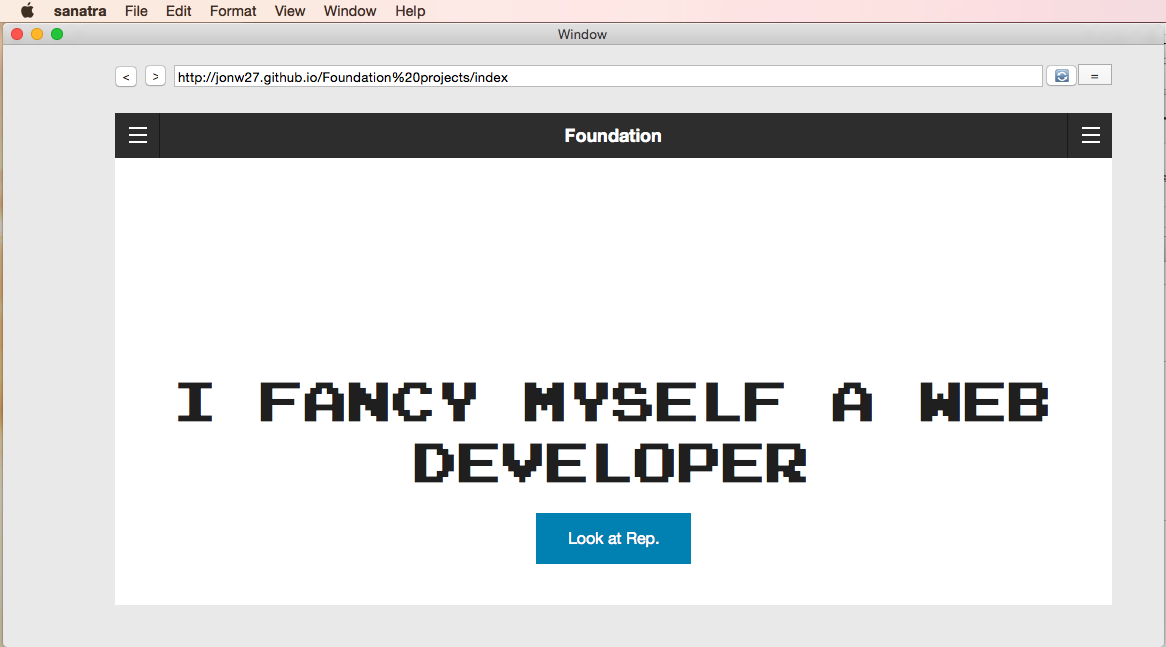 sanatra File Edit Format View Window Help
Window
< > http://jonw27.github.io/Foundation%20projects/index =
Foundation
I FANCY MYSELF A WEB
DEVELOPER
Look at Rep.